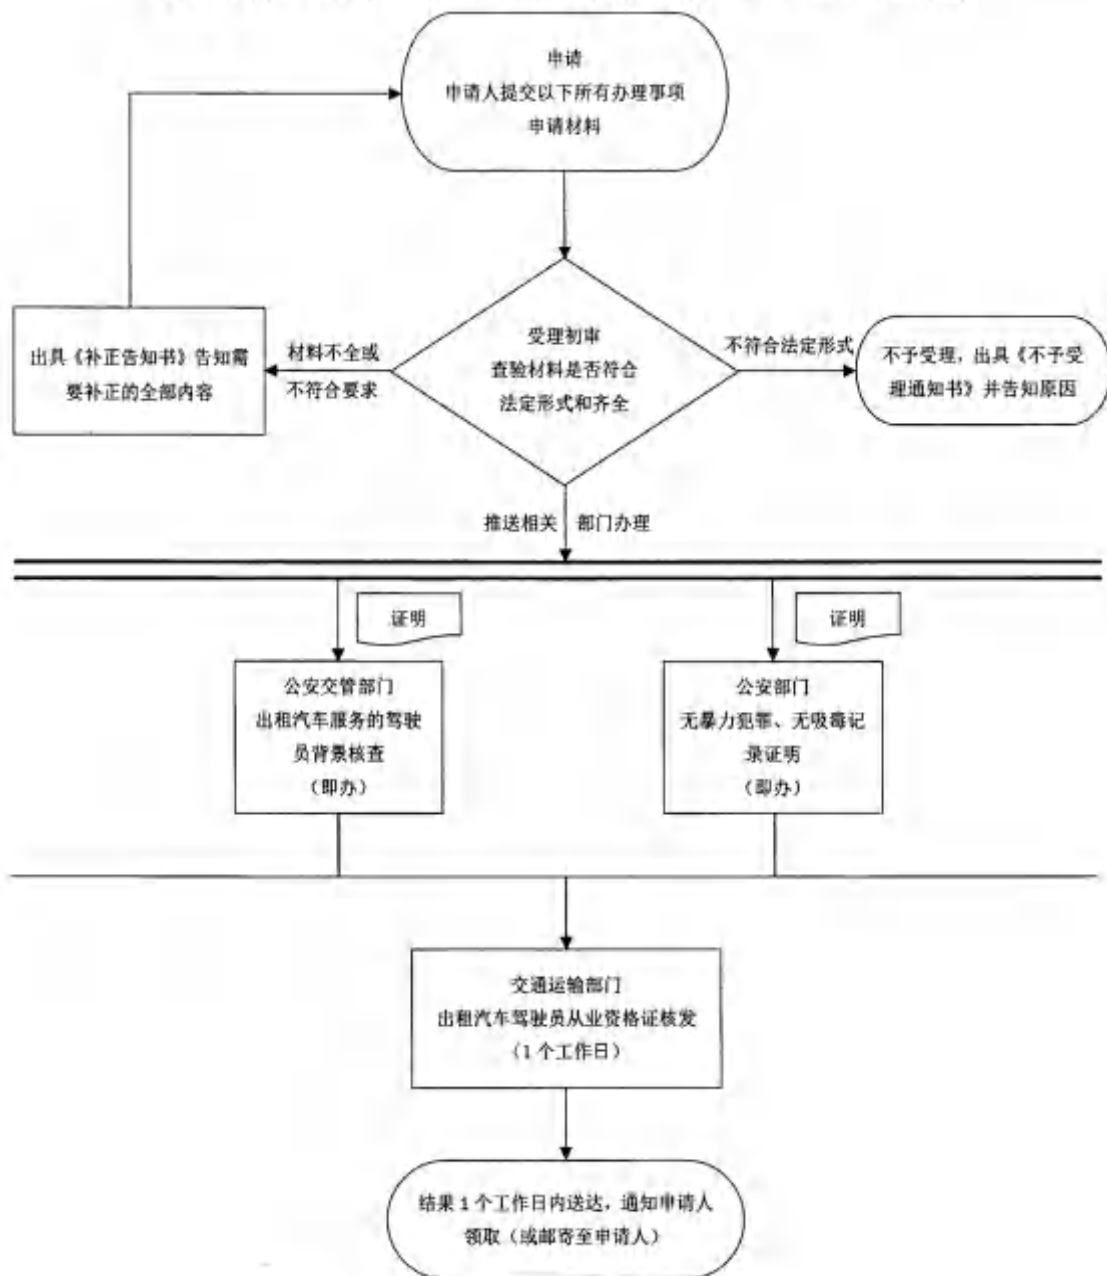 申请
申请人提交以下所有办理事项
申请材料
出具《补正告知书》告知需
要补正的全部内容
材料不全或
不符合要求
受理初审
查验材料是否符合
法定形式和齐全
不符合法定形式
不予受理，出具《不予受
理通知书》并告知原因
推送相关 部门办理
证明
证明
公安交管部门
出租汽车服务的驾驶
员背景核查
（即办）
公安部门
无暴力犯罪、无吸毒记
录证明
（即办）
交通运输部门
出租汽车驾驶员从业资格证核发
（1 个工作日）
结果 1 个工作日内送达，通知申请人
领取（或邮寄至申请人）